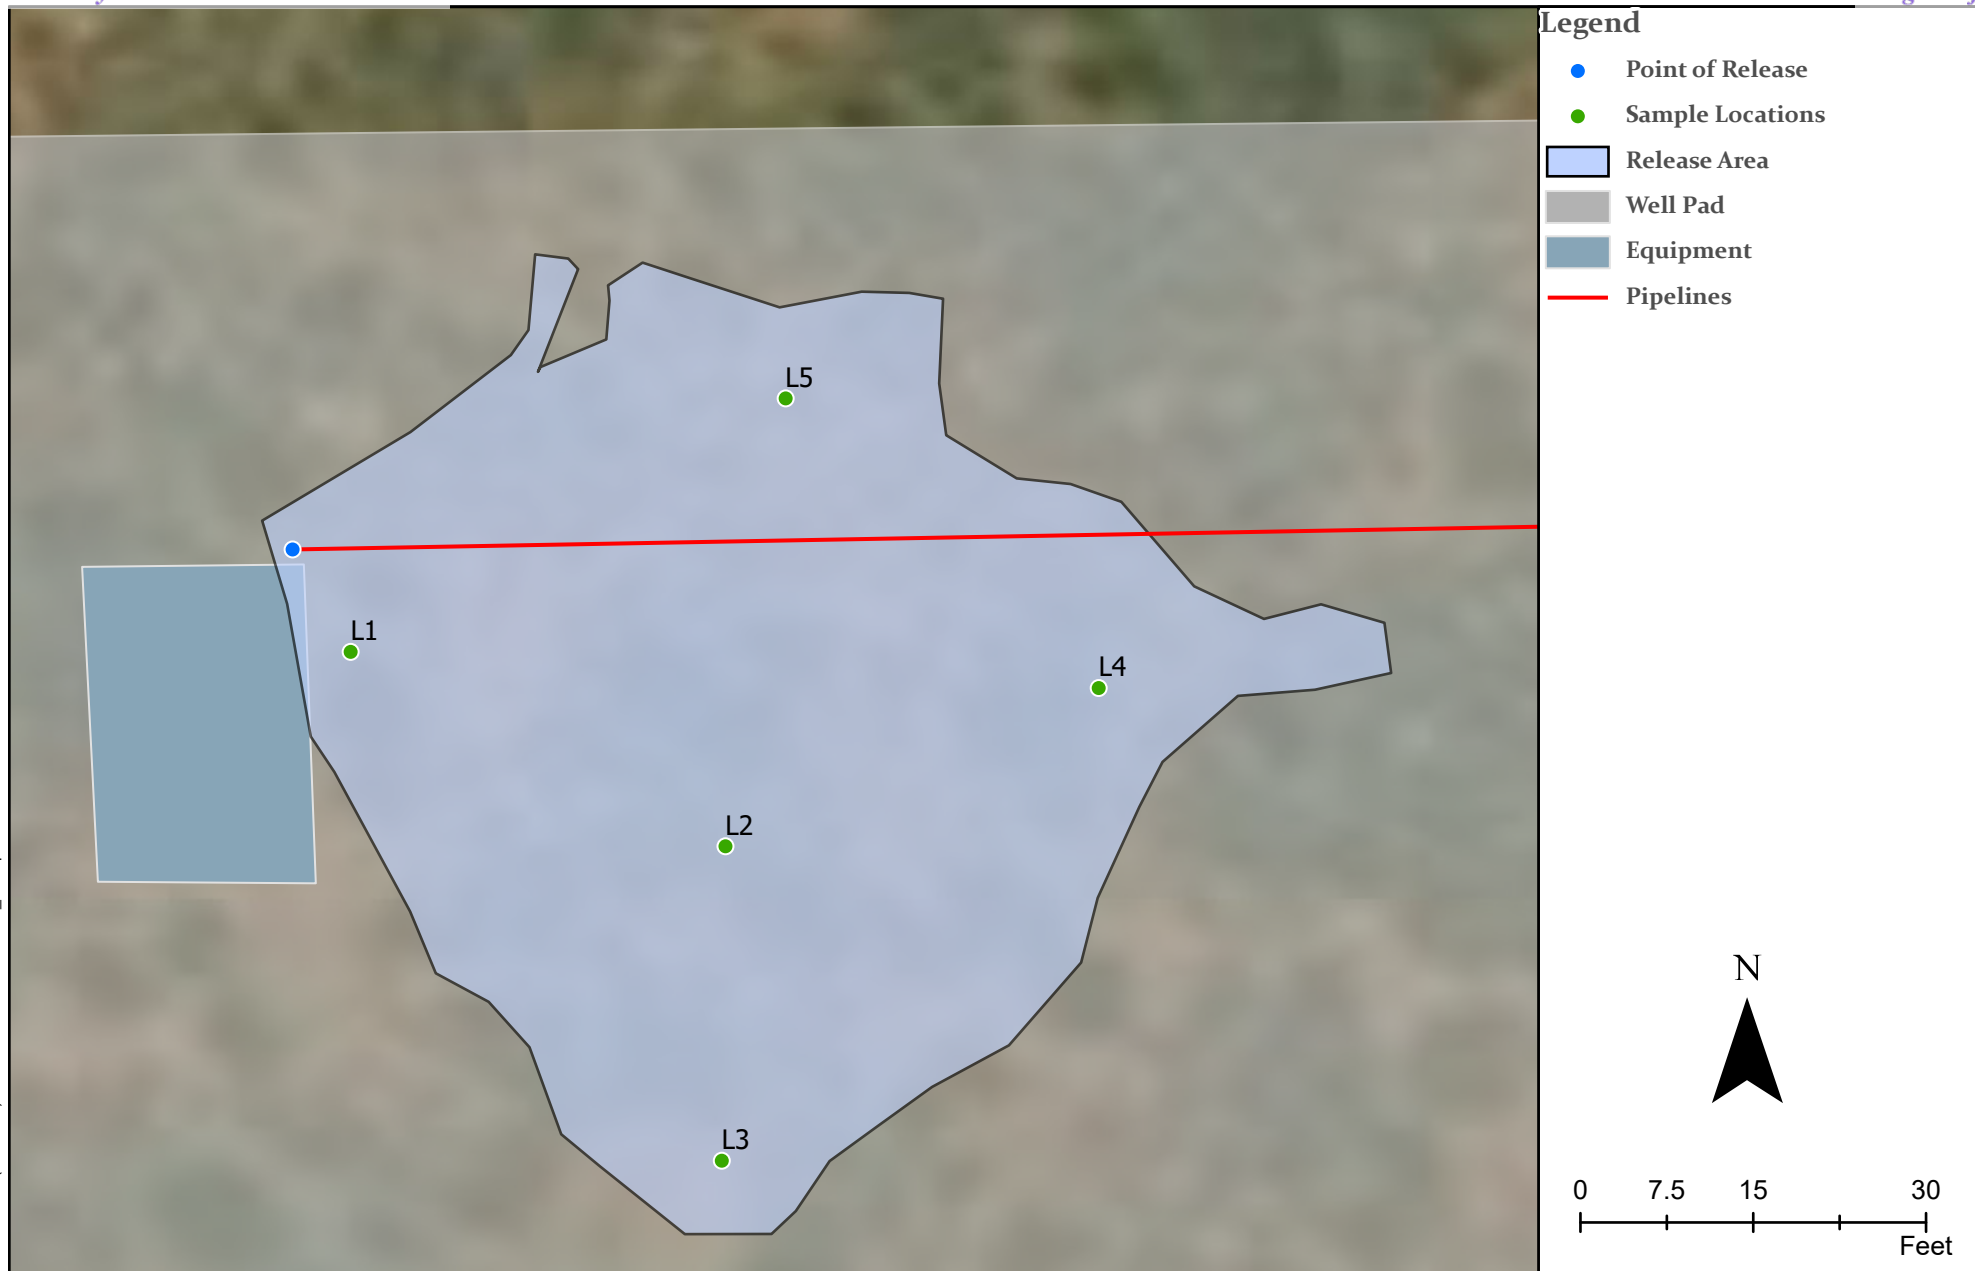 Legend
Point of Release
Sample Locations
Release Area
Well Pad
Equipment
Pipelines
L5
L1
L4
L2
L3
N
0 7.5 15 30
Feet